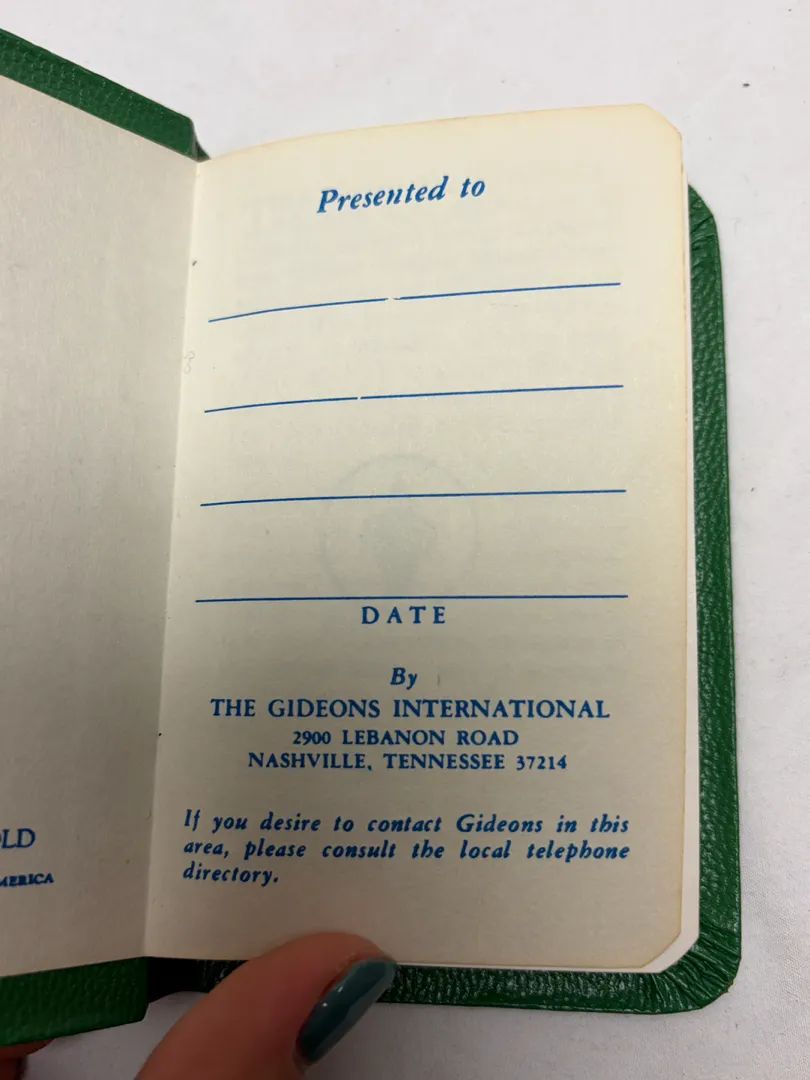 OLD
AMERICA
Presented to
DATE
By
THE GIDEONS INTERNATIONAL
2900 LEBANON ROAD
NASHVILLE, TENNESSEE 37214
If you desire to contact Gideons in this
area, please consult the local telephone
directory.